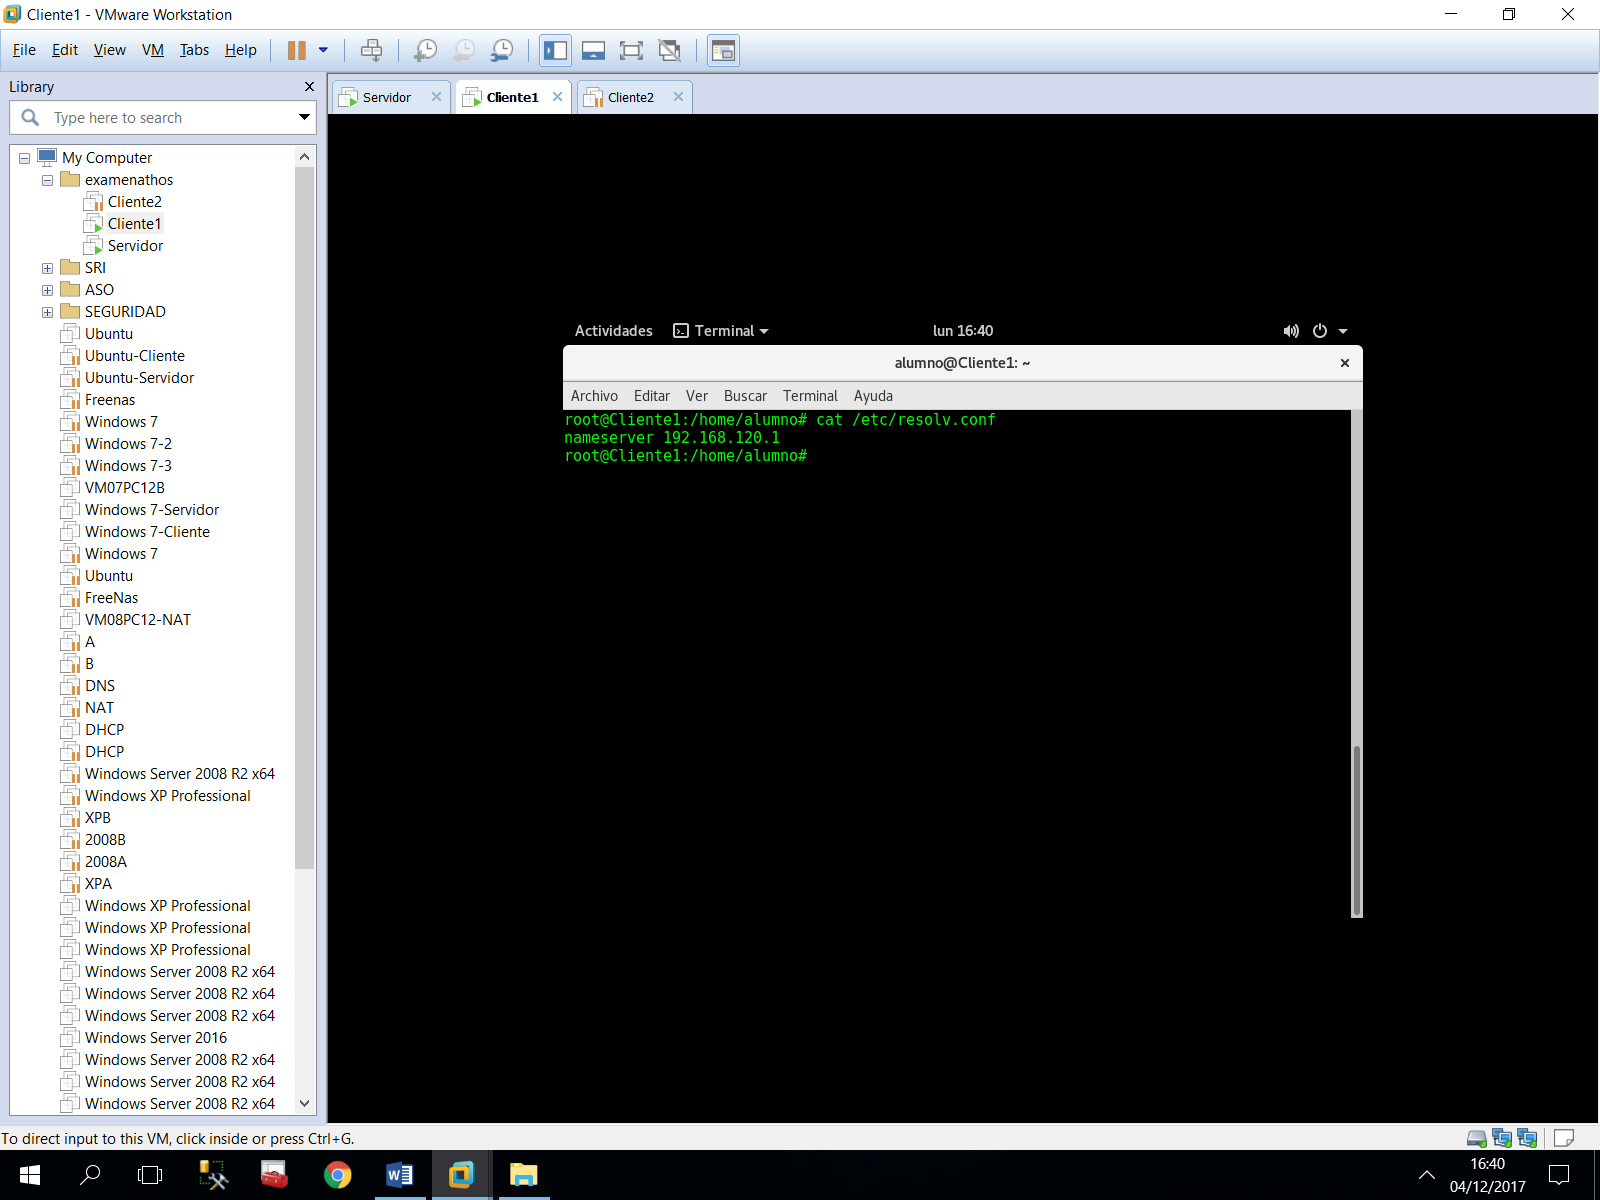 Cliente1 - VMware Workstation
File Edit View VM Tabs Help
Library
Type here to search
My Computer
examenathos
Cliente2
Cliente1
Servidor
SRI
ASO
SEGURIDAD
Ubuntu
Ubuntu-Cliente
Ubuntu-Servidor
Freenas
Windows 7
Windows 7-2
Windows 7-3
VM07PC12B
Windows 7-Servidor
Windows 7-Cliente
Windows 7
Ubuntu
FreeNas
VM08PC12-NAT
A
B
DNS
NAT
DHCP
DHCP
Windows Server 2008 R2 x64
Windows XP Professional
XPB
2008B
2008A
XPA
Windows XP Professional
Windows XP Professional
Windows XP Professional
Windows Server 2008 R2 x64
Windows Server 2008 R2 x64
Windows Server 2008 R2 x64
Windows Server 2016
Windows Server 2008 R2 x64
Windows Server 2008 R2 x64
Windows Server 2008 R2 x64
Servidor Cliente1 Cliente2
Actividades Terminal lun 16:40
alumno@Cliente1: ~
Archivo Editar Ver Buscar Terminal Ayuda
root@Cliente1:/home/alumno# cat /etc/resolv.conf
nameserver 192.168.120.1
root@Cliente1:/home/alumno#
To direct input to this VM, click inside or press Ctrl+G.
16:40
04/12/2017